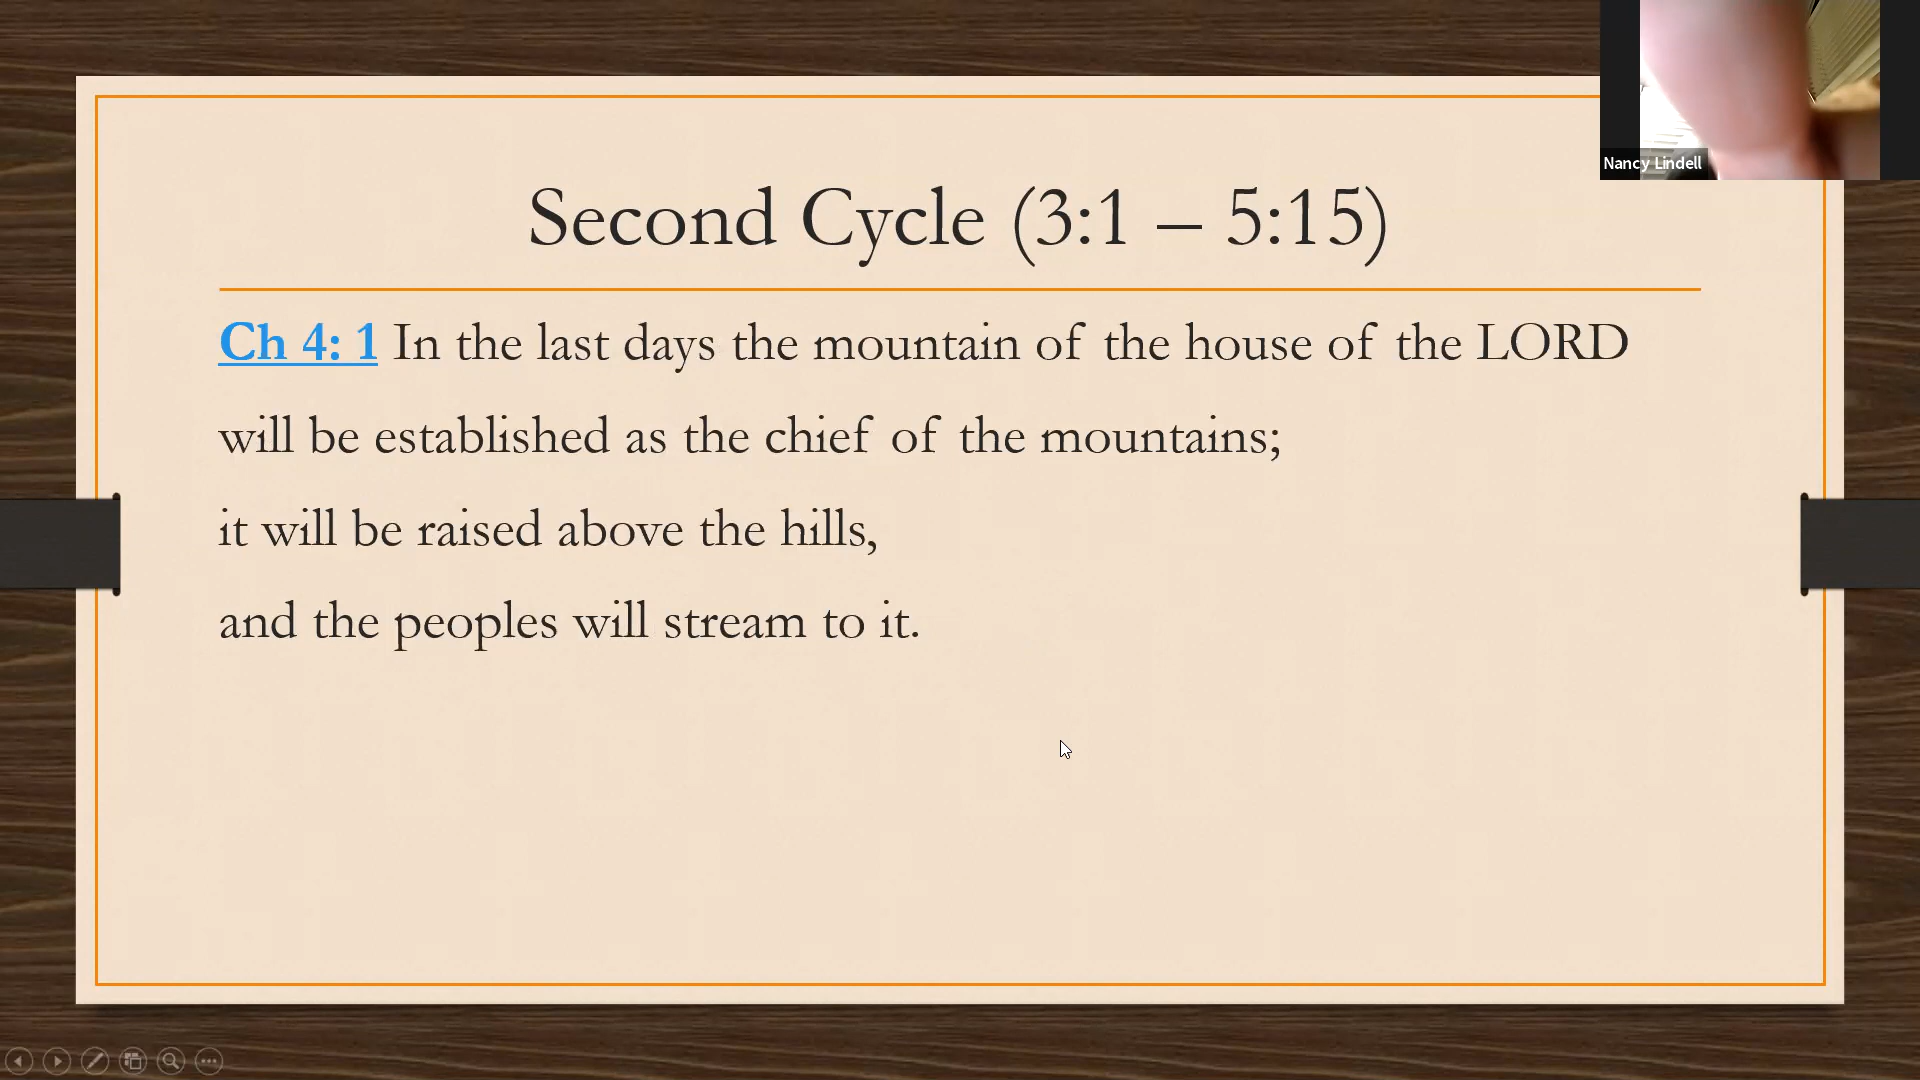 Nancy Lindell
Second Cycle (3:1 – 5:15)
Ch 4: 1 In the last days the mountain of the house of the LORD
will be established as the chief of the mountains;
it will be raised above the hills,
and the peoples will stream to it.